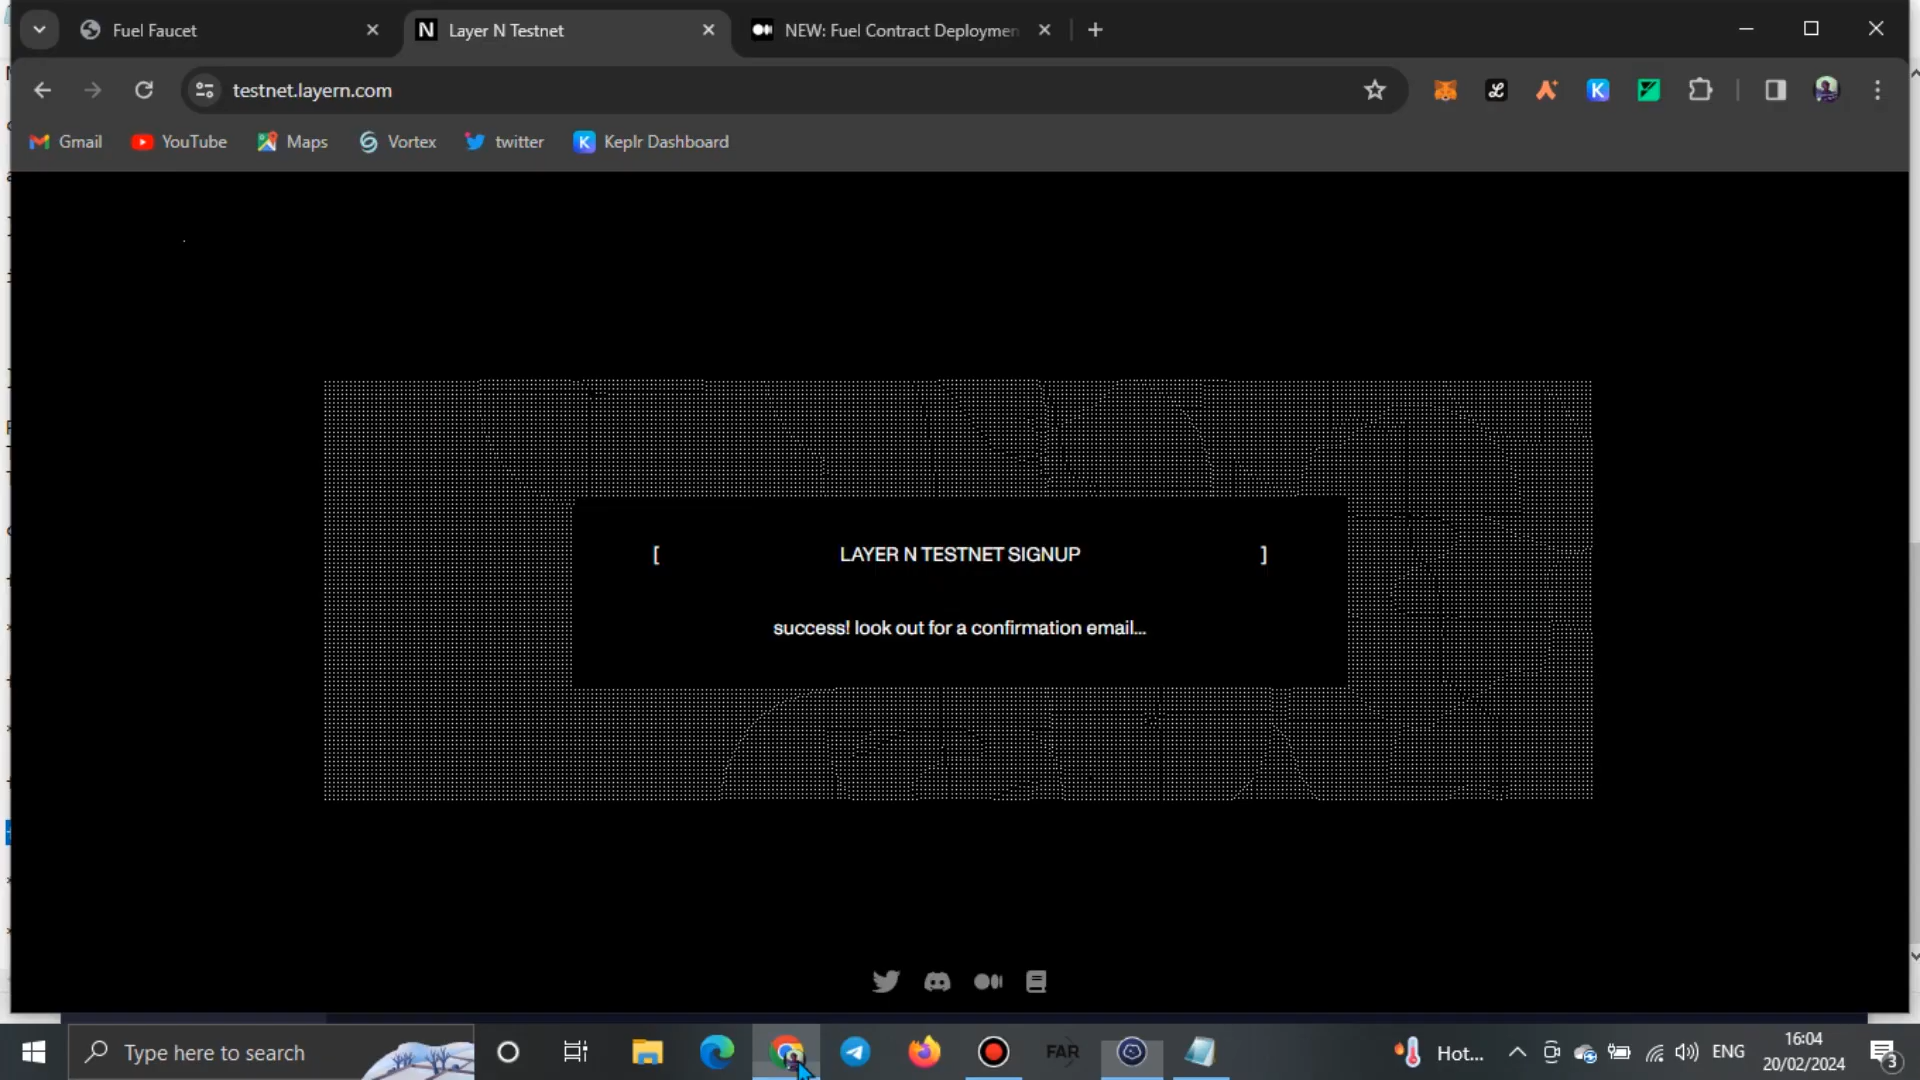 Fuel Faucet
N Layer N Testnet
NEW: Fuel Contract Deploymen
testnet.layern.com
Gmail
YouTube
Maps
Vortex
twitter
K Keplr Dashboard
[ LAYER N TESTNET SIGNUP ]
success! look out for a confirmation email...
Type here to search
FAR
Hot...
ENG
16:04
20/02/2024
3